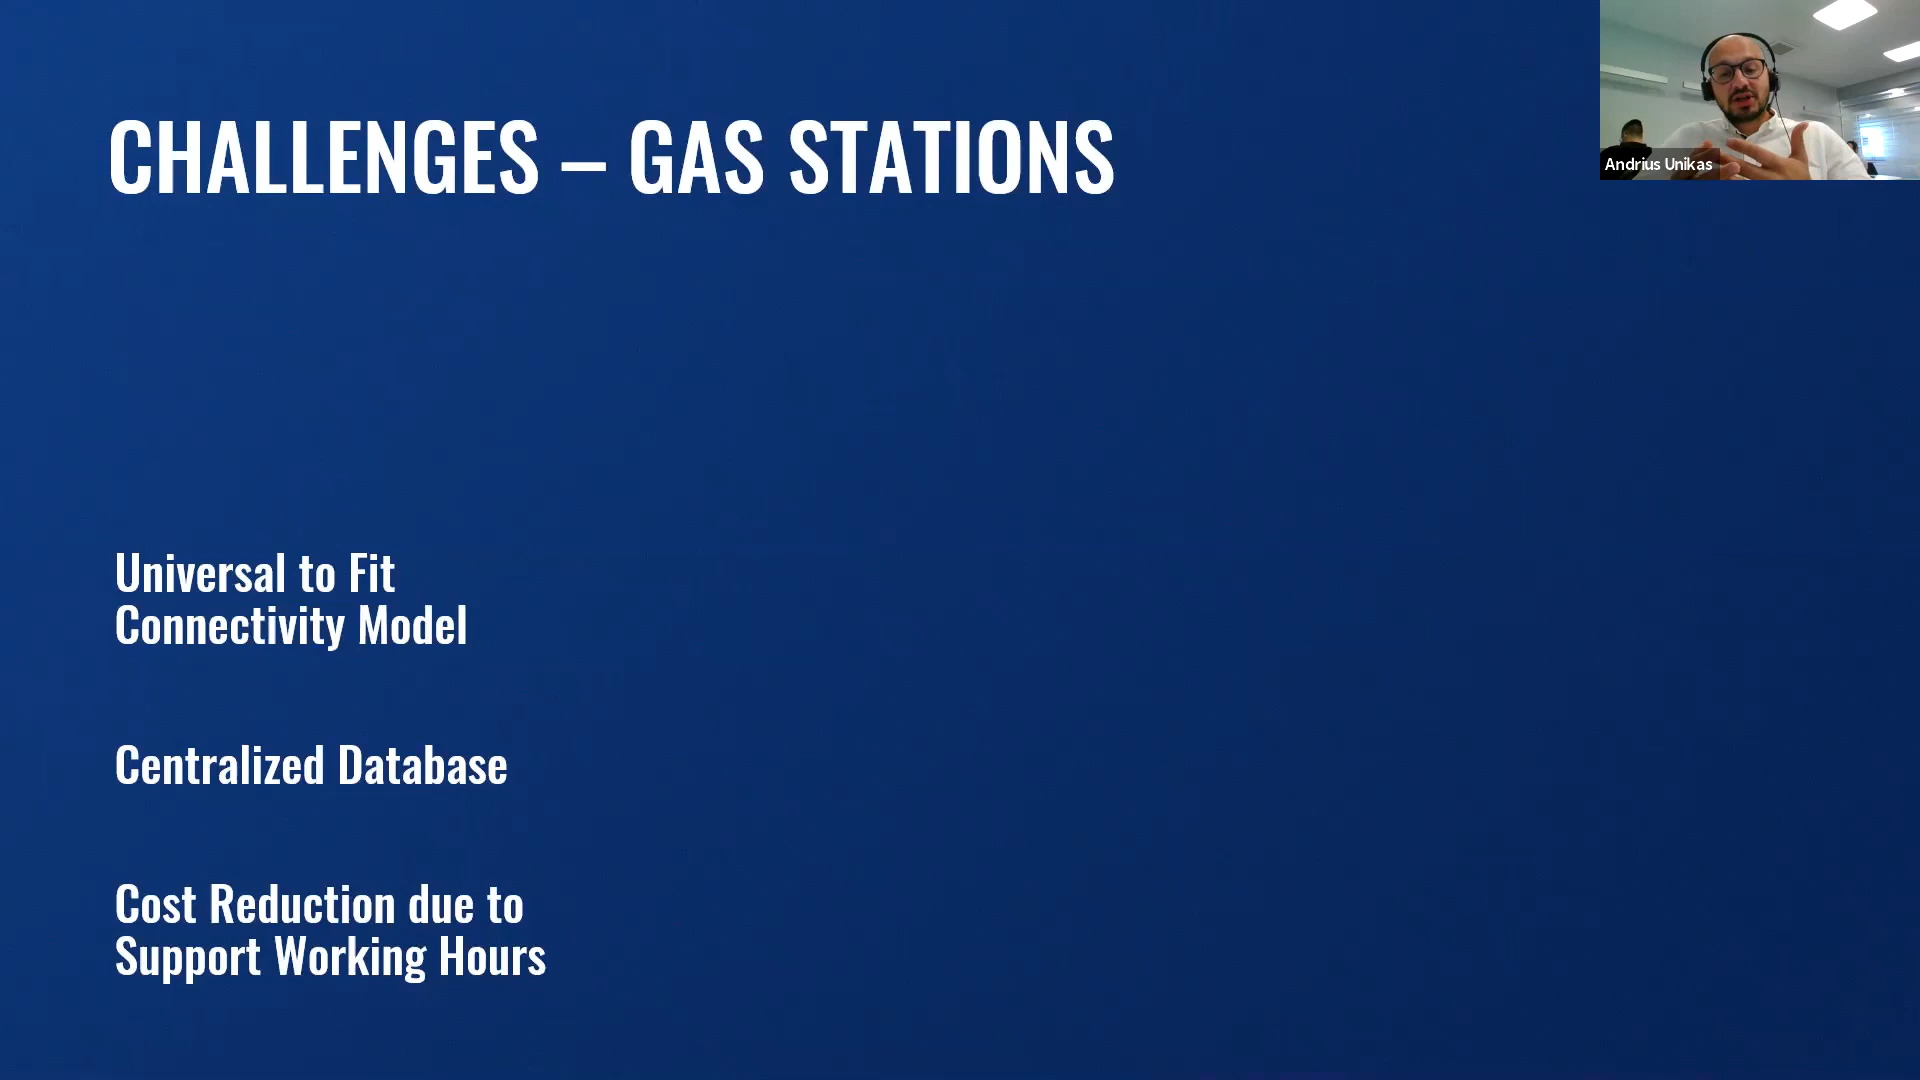 CHALLENGES – GAS STATIONS
Andrius Unikas
Universal to Fit
Connectivity Model
Centralized Database
Cost Reduction due to
Support Working Hours